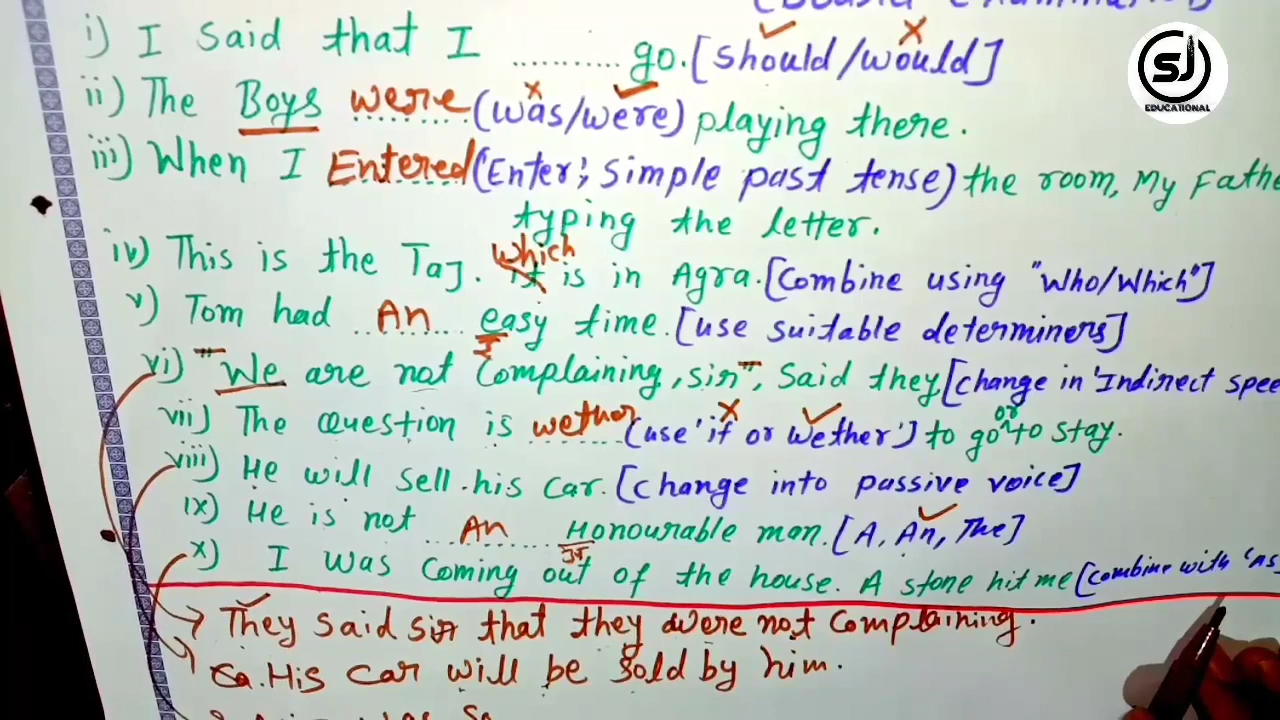 i) I said that I ........... go. [should/would]
ii) The Boys were (was/were) playing there.
iii) When I Entered (Enter; simple past tense) the room, My Fathe
typing the letter.
iv) This is the Taj. it which is in Agra. [combine using "Who/Which"]
v) Tom had ... An .... easy time. [use suitable determiners]
vi) "We are not complaining, sir", said they [change in 'Indirect spee
vii) The question is wether (use 'if or wether') to go or to stay.
viii) He will sell his car. [change into passive voice]
ix) He is not .. An ...... Honourable man. [A, An, The]
x) I was coming out of the house. A stone hit me (combine with 'As
They said sir that they were not complaining.
His car will be sold by him.
SJ
EDUCATIONAL